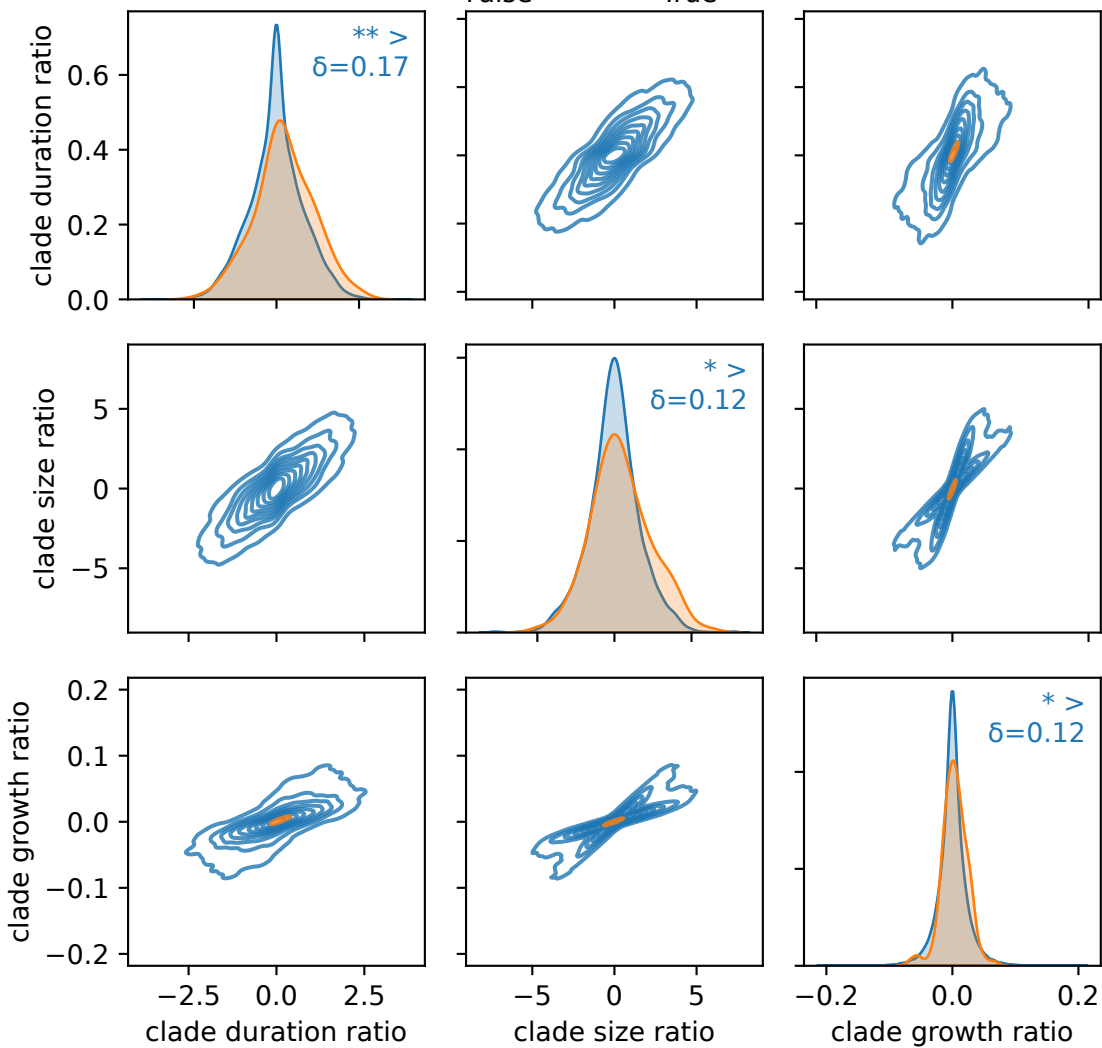 False True
clade duration ratio
0.6
0.4
0.2
0.0
** >
δ=0.17
clade size ratio
5
0
−5
* >
δ=0.12
clade growth ratio
0.2
0.1
0.0
−0.1
−0.2
* >
δ=0.12
−2.5 0.0 2.5
−5 0 5
−0.2 0.0 0.2
clade duration ratio
clade size ratio
clade growth ratio